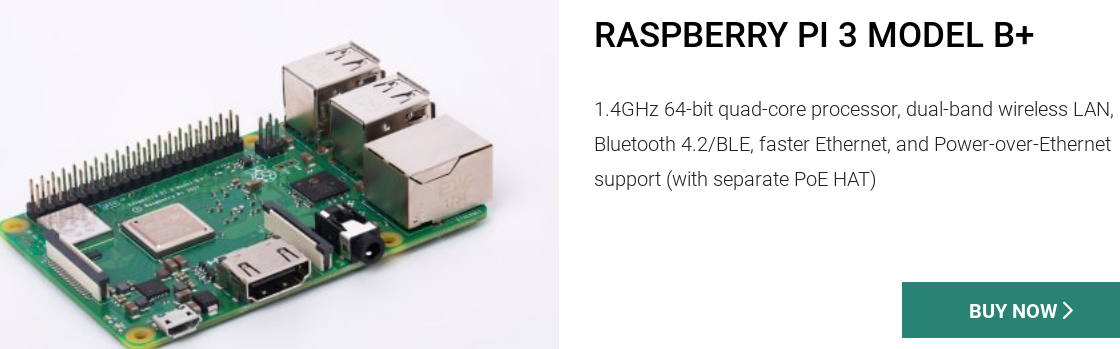 RASPBERRY PI 3 MODEL B+
1.4GHz 64-bit quad-core processor, dual-band wireless LAN,
Bluetooth 4.2/BLE, faster Ethernet, and Power-over-Ethernet
support (with separate PoE HAT)
BUY NOW